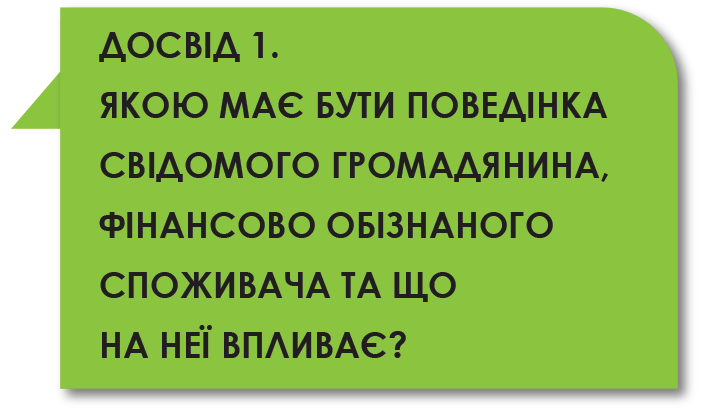 ДОСВІД 1.
ЯКОЮ МАЄ БУТИ ПОВЕДІНКА
СВІДОМОГО ГРОМАДЯНИНА,
ФІНАНСОВО ОБІЗНАНОГО
СПОЖИВАЧА ТА ЩО
НА НЕЇ ВПЛИВАЄ?